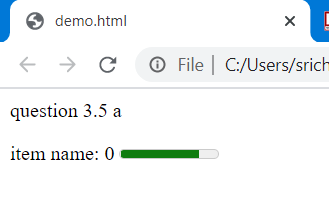 demo.html
File | C:/Users/srich
question 3.5 a
item name: 0